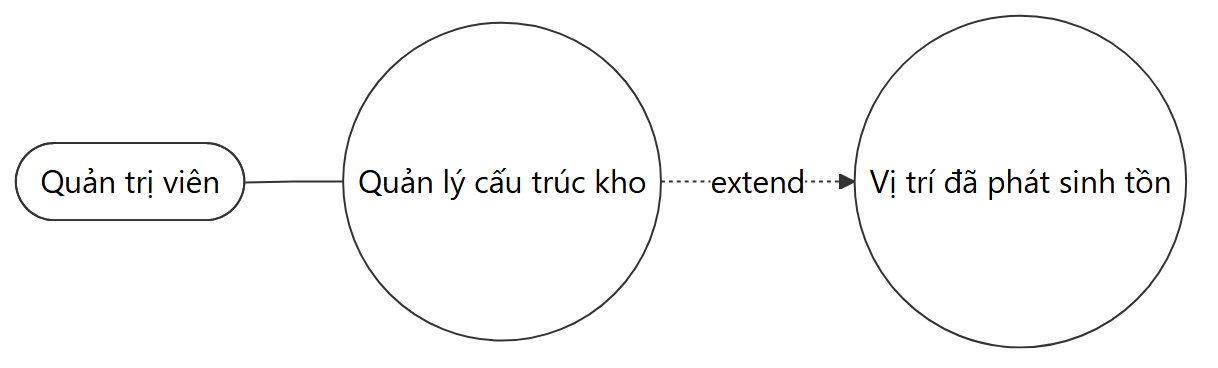 Quản trị viên
Quản lý cấu trúc kho
extend
Vị trí đã phát sinh tồn